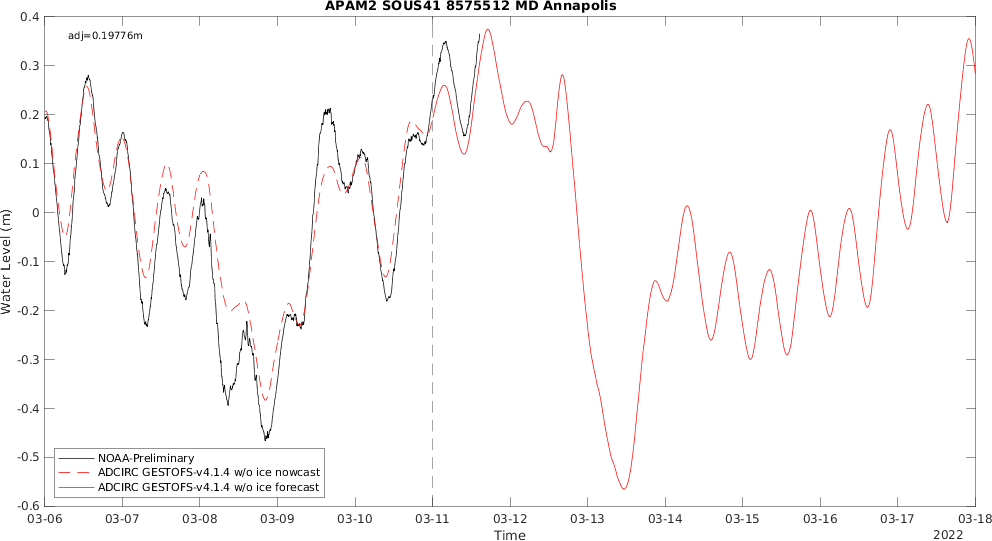 APAM2 SOUS41 8575512 MD Annapolis
adj=0.19776m
0.4
0.3
0.2
0.1
0
-0.1
-0.2
-0.3
-0.4
-0.5
-0.6
Water Level (m)
NOAA-Preliminary
ADCIRC GESTOFS-v4.1.4 w/o ice nowcast
ADCIRC GESTOFS-v4.1.4 w/o ice forecast
03-06 03-07 03-08 03-09 03-10 03-11 03-12 03-13 03-14 03-15 03-16 03-17 03-18
Time
2022